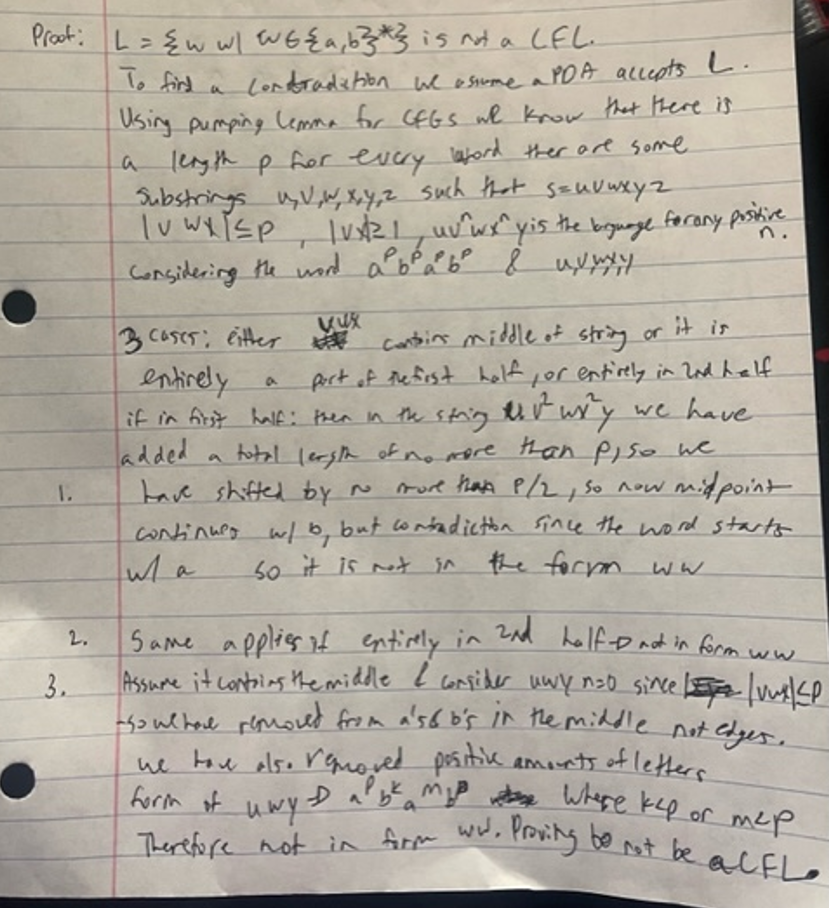 Proof: L = {w w | w∈{a,b}*} is not a CFL.
To find a contradiction we assume a PDA accepts L.
Using pumping lemma for CFGs we know that there is
a length p for every word ther are some
Substrings u,v,w,x,y,z such that s=uvwxyz
|vwx|≤p , |vx|≥1 , uvⁿwxⁿy is the language for any positive
n.
Considering the word aᵖbᵖaᵖbᵖ & u,v,w,x,y
3 cases: either vwx contains middle of string or it is
entirely a part of the first half, or entirely in 2nd half
if in first half: then in the string uv²wx²y we have
added a total length of no more than p, so we
1. have shifted by no more than P/2, so now midpoint
continues w/ b, but contradiction since the word starts
w/ a so it is not in the form ww
2. Same applies if entirely in 2nd half → not in form ww
3. Assume it contains the middle & consider uwy n=0 since |vwx|≤p
→so we have removed from a's & b's in the middle not edges.
we have also removed positive amounts of letters
form of uwy → aᵖbᵏaᵐbᵖ where k<p or m<p
Therefore not in form ww. Proving to not be a CFL.